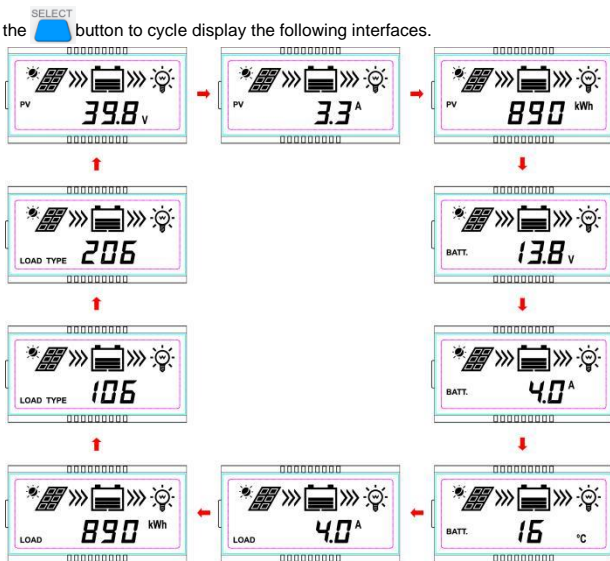 SELECT
the button to cycle display the following interfaces.
PV 39.8 V
PV 3.3 A
PV 890 kWh
LOAD TYPE 206
BATT. 13.8 V
LOAD TYPE 106
BATT. 4.0 A
LOAD 890 kWh
LOAD 4.0 A
BATT. 16 °C